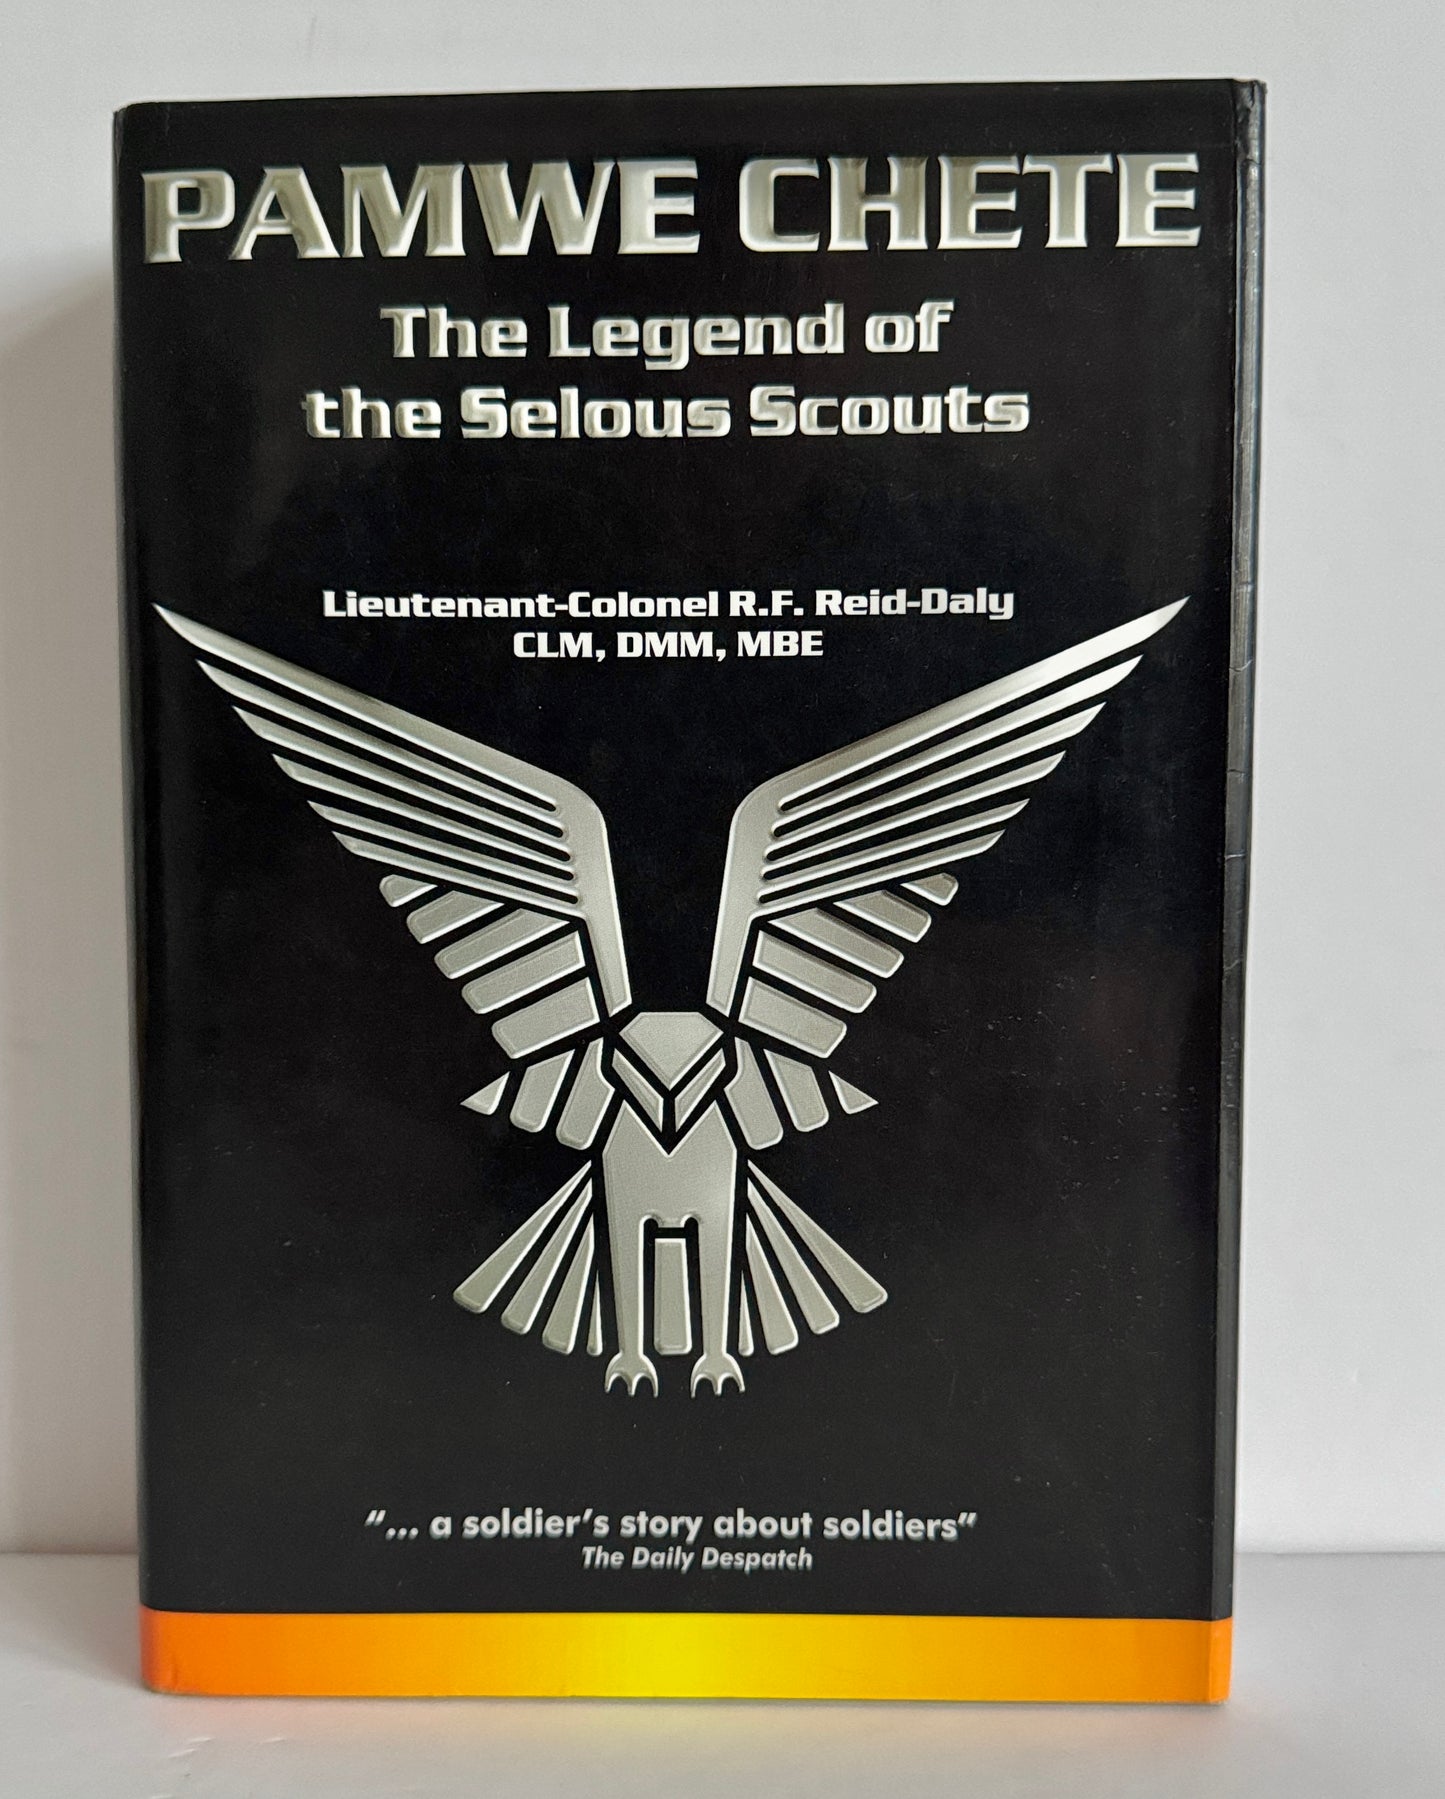 PAMWE CHETE
The Legend of
the Selous Scouts
Lieutenant-Colonel R.F. Reid-Daly
CLM, DMM, MBE
"... a soldier's story about soldiers"
The Daily Despatch